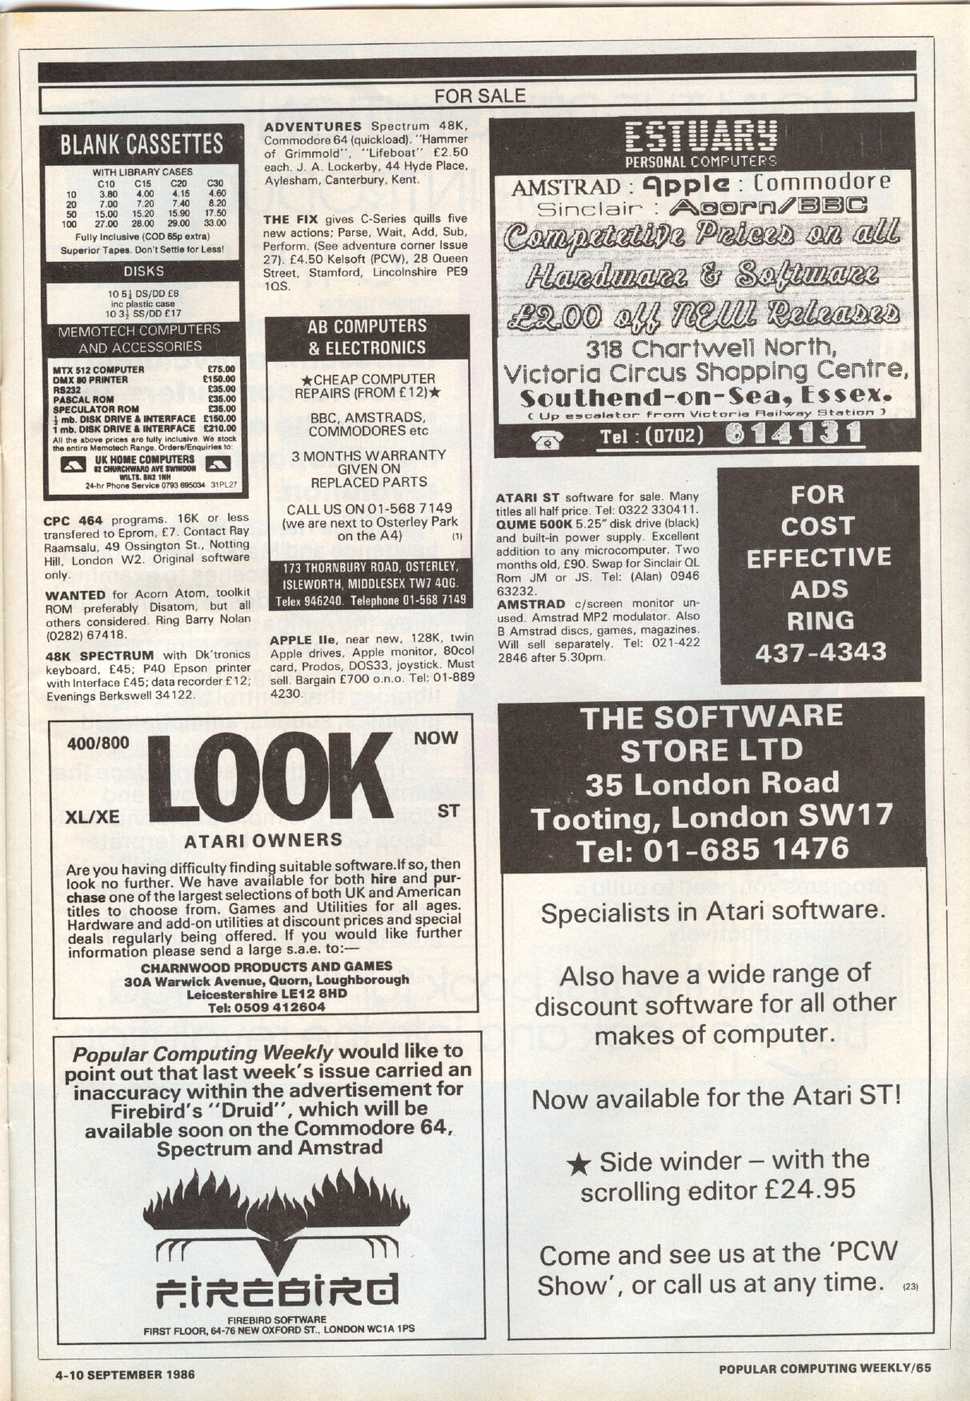 FOR SALE
BLANK CASSETTES
WITH LIBRARY CASES
C10 C15 C20 C30
10 3.80 4.00 4.15 4.60
20 7.00 7.20 7.40 8.20
50 15.00 15.20 15.90 17.50
100 27.00 28.00 29.00 33.00
Fully Inclusive (COD 65p extra)
Superior Tapes. Don't Settle for Less!
DISKS
10 5¼ DS/DD £8
inc plastic case
10 3½ SS/DD £17
MEMOTECH COMPUTERS
AND ACCESSORIES
MTX 512 COMPUTER £75.00
DMX 80 PRINTER £150.00
RS232 £35.00
PASCAL ROM £35.00
SPECULATOR ROM £35.00
½ mb. DISK DRIVE & INTERFACE £150.00
1 mb. DISK DRIVE & INTERFACE £210.00
All the above prices are fully inclusive. We stock
the entire Memotech Range. Orders/Enquiries to:
UK HOME COMPUTERS
82 CHURCHWARD AVE SWINDON
WILTS. SN2 1NH
24-hr Phone Service 0793 695034 31PL27
CPC 464 programs. 16K or less
transfered to Eprom, £7. Contact Ray
Raamsalu, 49 Ossington St., Notting
Hill, London W2. Original software
only.
WANTED for Acorn Atom, toolkit
ROM preferably Disatom, but all
others considered. Ring Barry Nolan
(0282) 67418.
48K SPECTRUM with Dk'tronics
keyboard, £45; P40 Epson printer
with Interface £45; data recorder £12;
Evenings Berkswell 34122.
ADVENTURES Spectrum 48K,
Commodore 64 (quickload). "Hammer
of Grimmold", "Lifeboat" £2.50
each. J. A. Lockerby, 44 Hyde Place,
Aylesham, Canterbury, Kent.
THE FIX gives C-Series quills five
new actions; Parse, Wait, Add, Sub,
Perform. (See adventure corner Issue
27). £4.50 Kelsoft (PCW), 28 Queen
Street, Stamford, Lincolnshire PE9
1QS.
AB COMPUTERS
& ELECTRONICS
★CHEAP COMPUTER
REPAIRS (FROM £12)★
BBC, AMSTRADS,
COMMODORES etc
3 MONTHS WARRANTY
GIVEN ON
REPLACED PARTS
CALL US ON 01-568 7149
(we are next to Osterley Park
on the A4) (1)
173 THORNBURY ROAD, OSTERLEY,
ISLEWORTH, MIDDLESEX TW7 4QG.
Telex 946240. Telephone 01-568 7149
APPLE IIe, near new, 128K, twin
Apple drives, Apple monitor, 80col
card, Prodos, DOS33, joystick. Must
sell. Bargain £700 o.n.o. Tel: 01-889
4230.
ESTUARY
PERSONAL COMPUTERS
AMSTRAD : Apple : Commodore
Sinclair : Acorn/BBC
Competetive Prices on all
Hardware & Software
£2.00 off NEW Releases
318 Chartwell North,
Victoria Circus Shopping Centre,
Southend-on-Sea, Essex.
( Up escalator from Victoria Railway Station )
Tel : (0702) 614131
ATARI ST software for sale. Many
titles all half price. Tel: 0322 330411.
QUME 500K 5.25" disk drive (black)
and built-in power supply. Excellent
addition to any microcomputer, Two
months old, £90. Swap for Sinclair QL
Rom JM or JS. Tel: (Alan) 0946
63232.
AMSTRAD c/screen monitor un-
used. Amstrad MP2 modulator. Also
8 Amstrad discs, games, magazines.
Will sell separately. Tel: 021-422
2846 after 5.30pm.
FOR
COST
EFFECTIVE
ADS
RING
437-4343
400/800 LOOK NOW
XL/XE ST
ATARI OWNERS
Are you having difficulty finding suitable software.If so, then
look no further. We have available for both hire and pur-
chase one of the largest selections of both UK and American
titles to choose from. Games and Utilities for all ages.
Hardware and add-on utilities at discount prices and special
deals regularly being offered. If you would like further
information please send a large s.a.e. to:—
CHARNWOOD PRODUCTS AND GAMES
30A Warwick Avenue, Quorn, Loughborough
Leicestershire LE12 8HD
Tel: 0509 412604
Popular Computing Weekly would like to
point out that last week's issue carried an
inaccuracy within the advertisement for
Firebird's "Druid", which will be
available soon on the Commodore 64,
Spectrum and Amstrad
FIREBIRD
FIREBIRD SOFTWARE
FIRST FLOOR, 64-76 NEW OXFORD ST., LONDON WC1A 1PS
THE SOFTWARE
STORE LTD
35 London Road
Tooting, London SW17
Tel: 01-685 1476
Specialists in Atari software.
Also have a wide range of
discount software for all other
makes of computer.
Now available for the Atari ST!
★ Side winder – with the
scrolling editor £24.95
Come and see us at the 'PCW
Show', or call us at any time. (23)
4-10 SEPTEMBER 1986
POPULAR COMPUTING WEEKLY/65